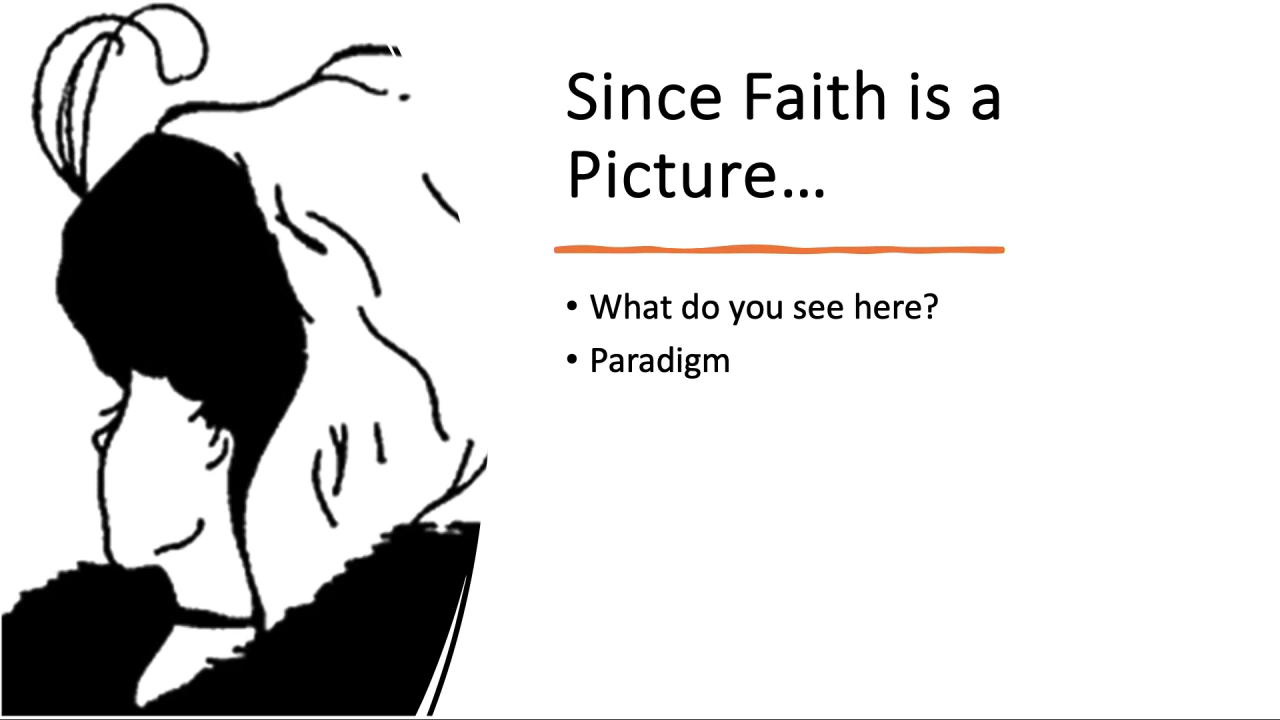 Since Faith is a
Picture…
• What do you see here?
• Paradigm